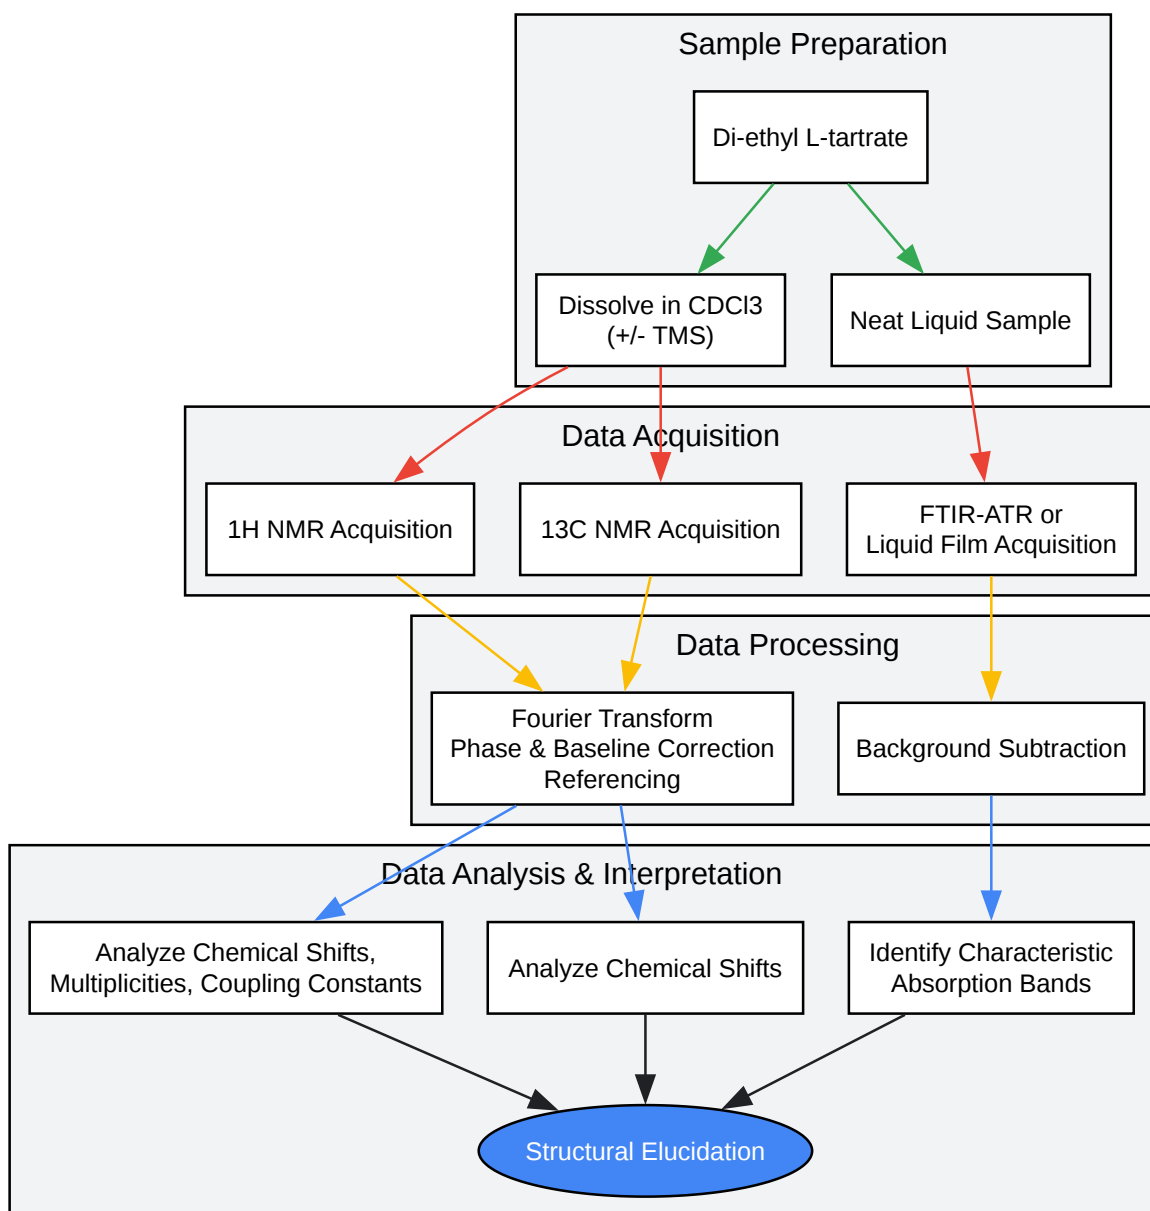 Sample Preparation
Di-ethyl L-tartrate
Dissolve in CDCl3
(+/- TMS)
Neat Liquid Sample
Data Acquisition
1H NMR Acquisition
13C NMR Acquisition
FTIR-ATR or
Liquid Film Acquisition
Data Processing
Fourier Transform
Phase & Baseline Correction
Referencing
Background Subtraction
Data Analysis & Interpretation
Analyze Chemical Shifts,
Multiplicities, Coupling Constants
Analyze Chemical Shifts
Identify Characteristic
Absorption Bands
Structural Elucidation